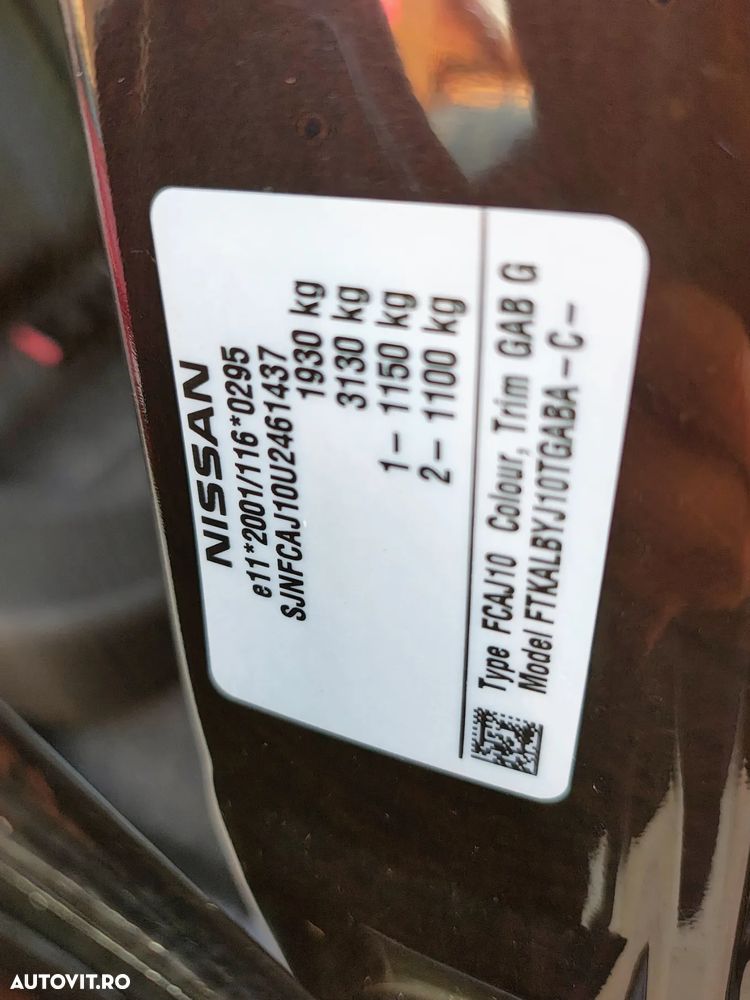 NISSAN
e11*2001/116*0295
SJNFCAJ10U2461437
1930 kg
3130 kg
1- 1150 kg
2- 1100 kg
Type FCAJ10 Colour, Trim GAB G
Model FTKALBYJ10TGABA-C-
AUTOVIT.RO